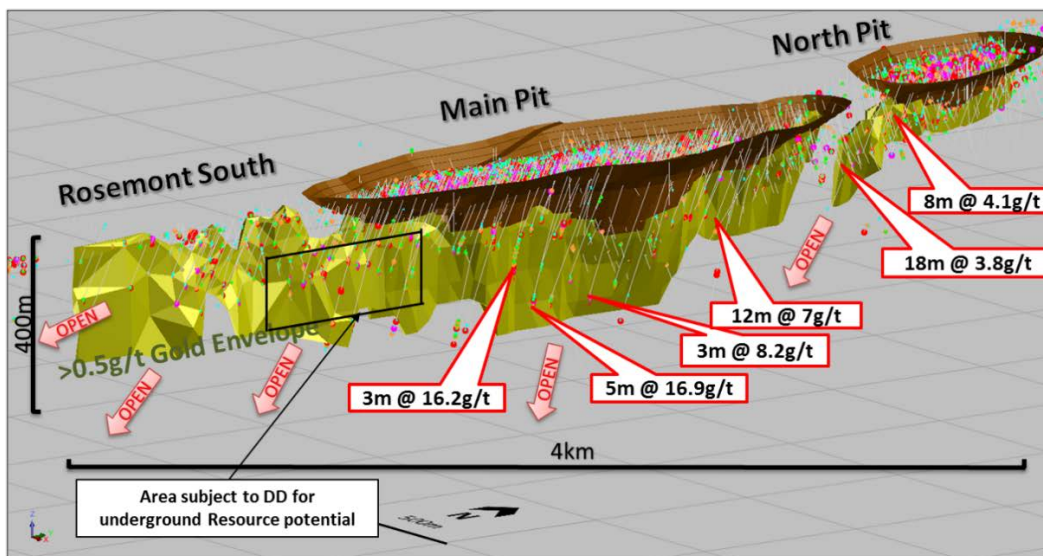 North Pit
Main Pit
Rosemont South
8m @ 4.1g/t
18m @ 3.8g/t
12m @ 7g/t
3m @ 8.2g/t
5m @ 16.9g/t
3m @ 16.2g/t
400m
OPEN
OPEN
OPEN
OPEN
OPEN
>0.5g/t Gold Envelope
4km
Area subject to DD for
underground Resource potential
500m
N
Z
Y
X